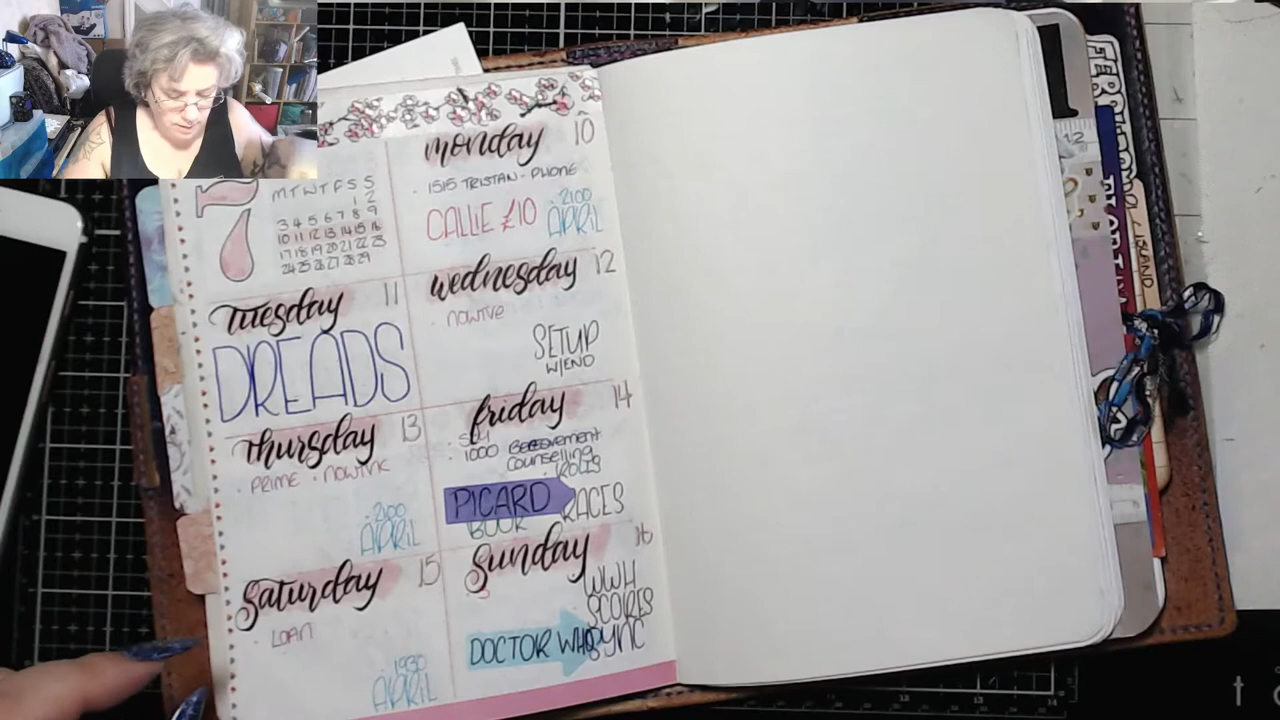 7
M T W T F S S
1 2
3 4 5 6 7 8 9
10 11 12 13 14 15 16
17 18 19 20 21 22 23
24 25 26 27 28 29
monday 10
· 1515 TRISTAN - PHONE
CALLIE £10
· 2100
APRIL
tuesday 11
DREADS
wednesday 12
· NOWTVE
SETUP
W/END
thursday 13
· PRIME · NOWTVK
· 2100
APRIL
friday 14
· 1000 Bereavement
Counselling
PICARD
BOOK RACES
saturday 15
· LOAN
· 1930
APRIL
sunday 16
WWH
SCORES
DOCTOR WHO SYNC
ISLAND
12